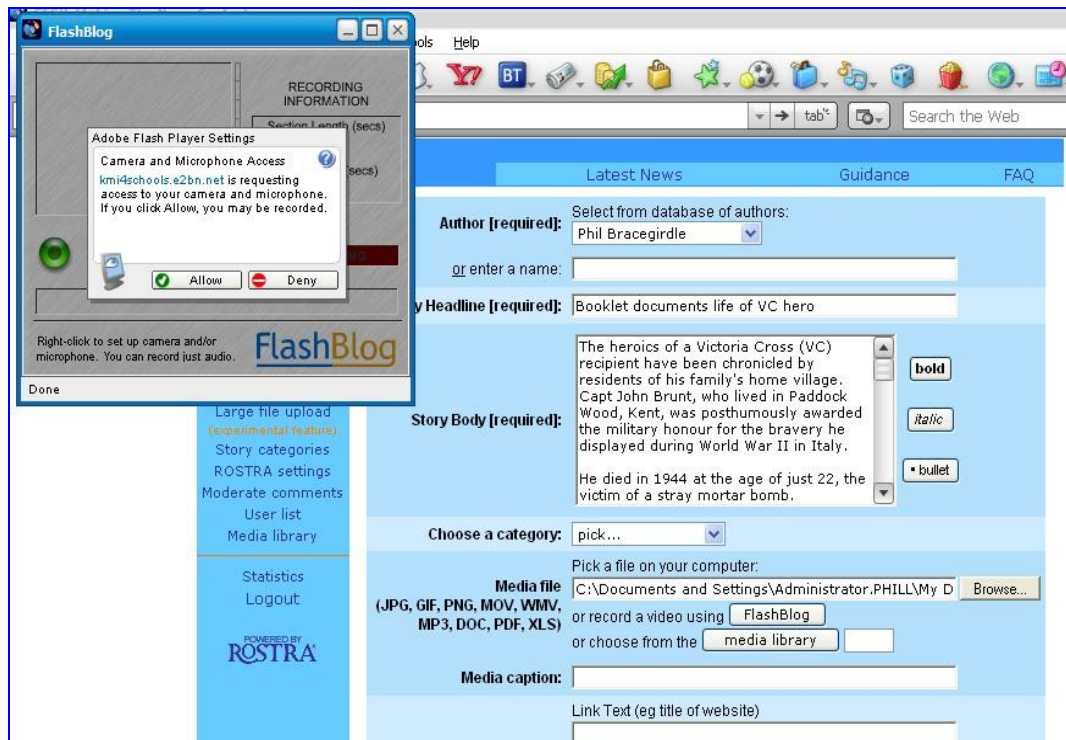 FlashBlog
ols Help
RECORDING
INFORMATION
Section Length (secs)
secs)
Adobe Flash Player Settings
Camera and Microphone Access
kmi4schools.e2bn.net is requesting
access to your camera and microphone.
If you click Allow, you may be recorded.
Allow Deny
Right-click to set up camera and/or
microphone. You can record just audio.
FlashBlog
Done
Y7 BT
tab+ Search the Web
Latest News Guidance FAQ
Large file upload
(experimental feature)
Story categories
ROSTRA settings
Moderate comments
User list
Media library
Statistics
Logout
POWERED BY
ROSTRA
Author [required]: Select from database of authors:
Phil Bracegirdle
or enter a name:
y Headline [required]: Booklet documents life of VC hero
Story Body [required]:
The heroics of a Victoria Cross (VC)
recipient have been chronicled by
residents of his family's home village.
Capt John Brunt, who lived in Paddock
Wood, Kent, was posthumously awarded
the military honour for the bravery he
displayed during World War II in Italy.
He died in 1944 at the age of just 22, the
victim of a stray mortar bomb.
bold
italic
• bullet
Choose a category: pick...
Media file
(JPG, GIF, PNG, MOV, WMV,
MP3, DOC, PDF, XLS)
Pick a file on your computer:
C:\Documents and Settings\Administrator.PHILL\My D Browse...
or record a video using FlashBlog
or choose from the media library
Media caption:
Link Text (eg title of website)